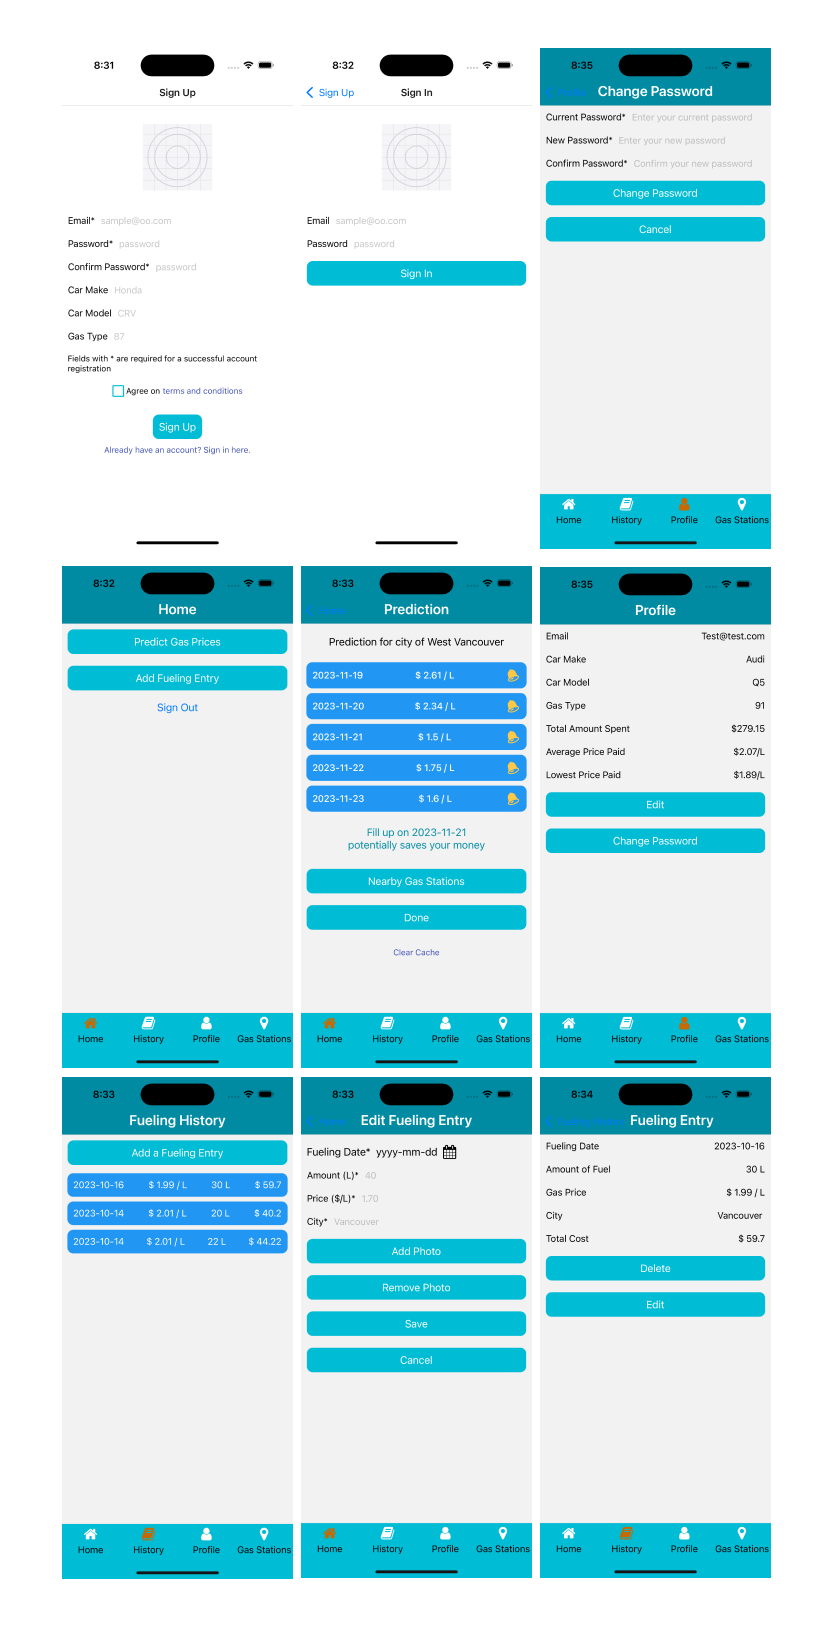 8:31
Sign Up
Email* sample@oo.com
Password* password
Confirm Password* password
Car Make Honda
Car Model CRV
Gas Type 87
Fields with * are required for a successful account
registration
Agree on terms and conditions
Sign Up
Already have an account? Sign in here.
8:32
Sign Up
Sign In
Email sample@oo.com
Password password
Sign In
8:35
Change Password
Current Password* Enter your current password
New Password* Enter your new password
Confirm Password* Confirm your new password
Change Password
Cancel
Home History Profile Gas Stations
8:32
Home
Predict Gas Prices
Add Fueling Entry
Sign Out
Home History Profile Gas Stations
8:33
Prediction
Prediction for city of West Vancouver
2023-11-19 $ 2.61 / L
2023-11-20 $ 2.34 / L
2023-11-21 $ 1.5 / L
2023-11-22 $ 1.75 / L
2023-11-23 $ 1.6 / L
Fill up on 2023-11-21
potentially saves your money
Nearby Gas Stations
Done
Clear Cache
Home History Profile Gas Stations
8:35
Profile
Email Test@test.com
Car Make Audi
Car Model Q5
Gas Type 91
Total Amount Spent $279.15
Average Price Paid $2.07/L
Lowest Price Paid $1.89/L
Edit
Change Password
Home History Profile Gas Stations
8:33
Fueling History
Add a Fueling Entry
2023-10-16 $ 1.99 / L 30 L $ 59.7
2023-10-14 $ 2.01 / L 20 L $ 40.2
2023-10-14 $ 2.01 / L 22 L $ 44.22
Home History Profile Gas Stations
8:33
Edit Fueling Entry
Fueling Date* yyyy-mm-dd
Amount (L)* 40
Price ($/L)* 1.70
City* Vancouver
Add Photo
Remove Photo
Save
Cancel
Home History Profile Gas Stations
8:34
Fueling Entry
Fueling Date 2023-10-16
Amount of Fuel 30 L
Gas Price $ 1.99 / L
City Vancouver
Total Cost $ 59.7
Delete
Edit
Home History Profile Gas Stations